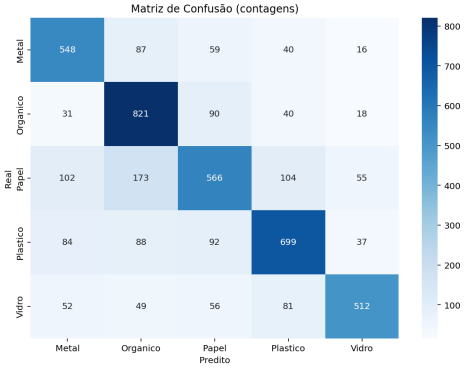 Matriz de Confusão (contagens)
Metal 548 87 59 40 16
Organico 31 821 90 40 18
Papel 102 173 566 104 55
Plastico 84 88 92 699 37
Vidro 52 49 56 81 512
Real
Metal Organico Papel Plastico Vidro
Predito
800
700
600
500
400
300
200
100